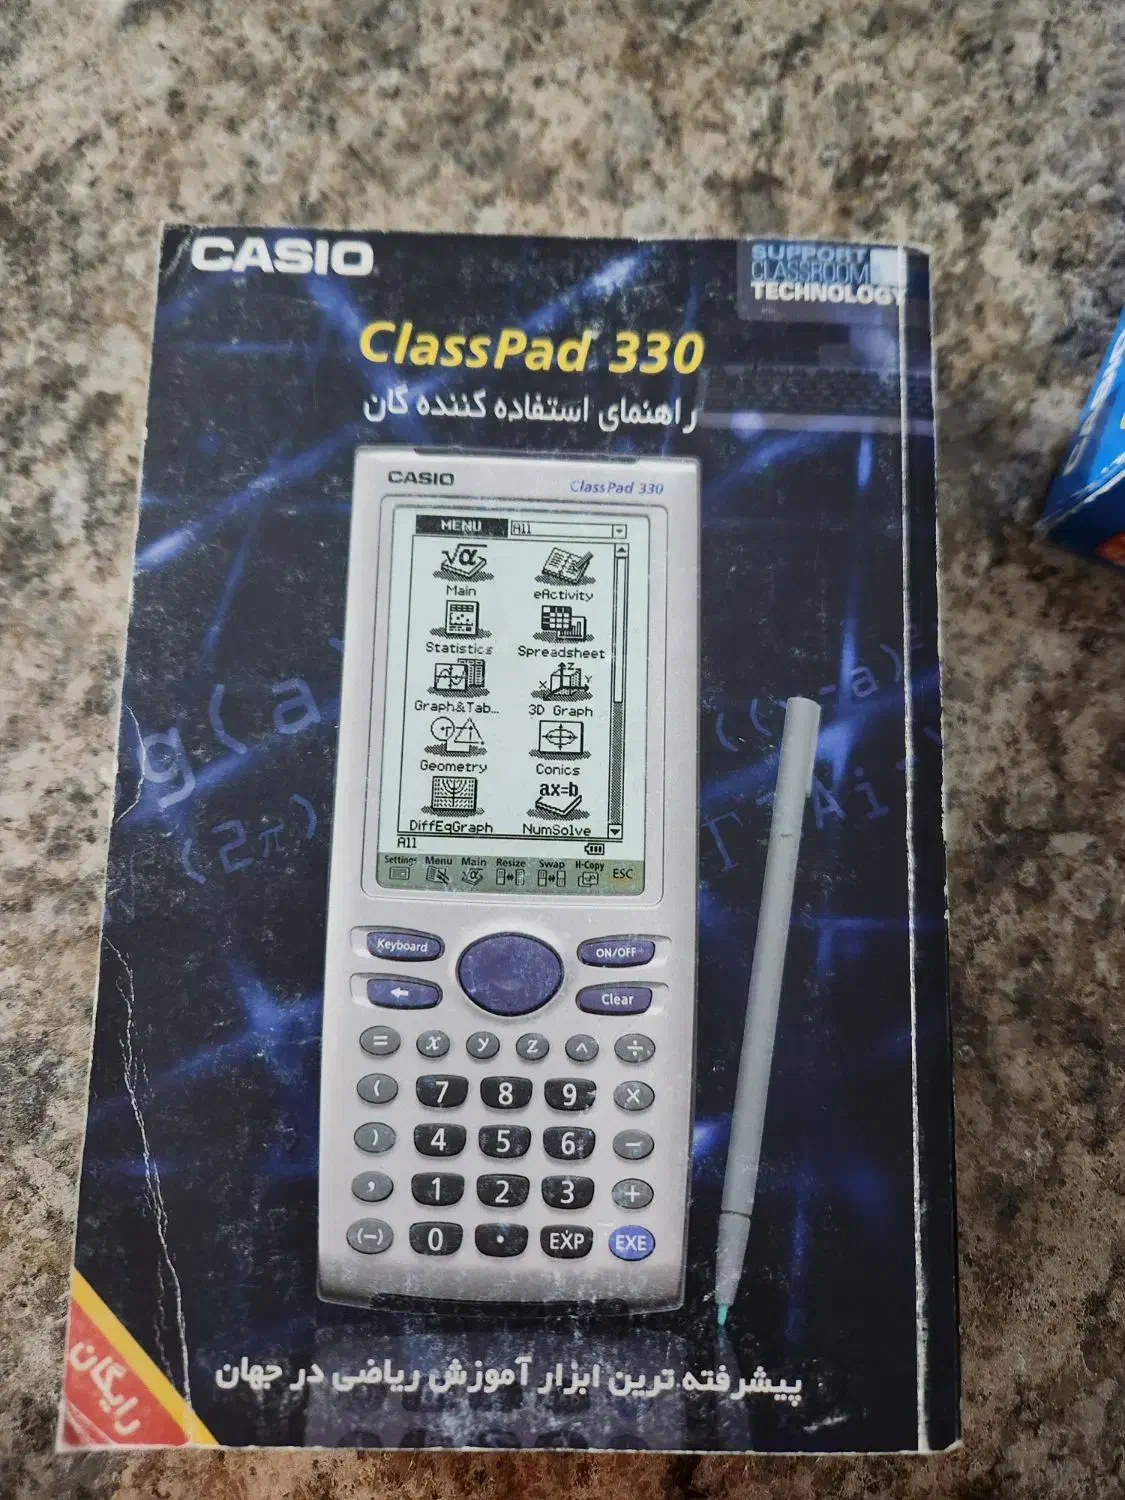 CASIO
SUPPORT
CLASSROOM
TECHNOLOGY
ClassPad 330
راهنمای استفاده کننده گان
CASIO
ClassPad 330
MENU All
Main eActivity
Statistics Spreadsheet
Graph&Tab... 3D Graph
Geometry Conics
ax=b
DiffEqGraph NumSolve
All
Settings Menu Main Resize Swap H-Copy ESC
Keyboard ON/OFF
Clear
= x y z ^ ÷
( 7 8 9 ×
) 4 5 6 −
, 1 2 3 +
(−) 0 . EXP EXE
g(a
(2π)
رایگان
پیشرفته ترین ابزار آموزش ریاضی در جهان
CASIO